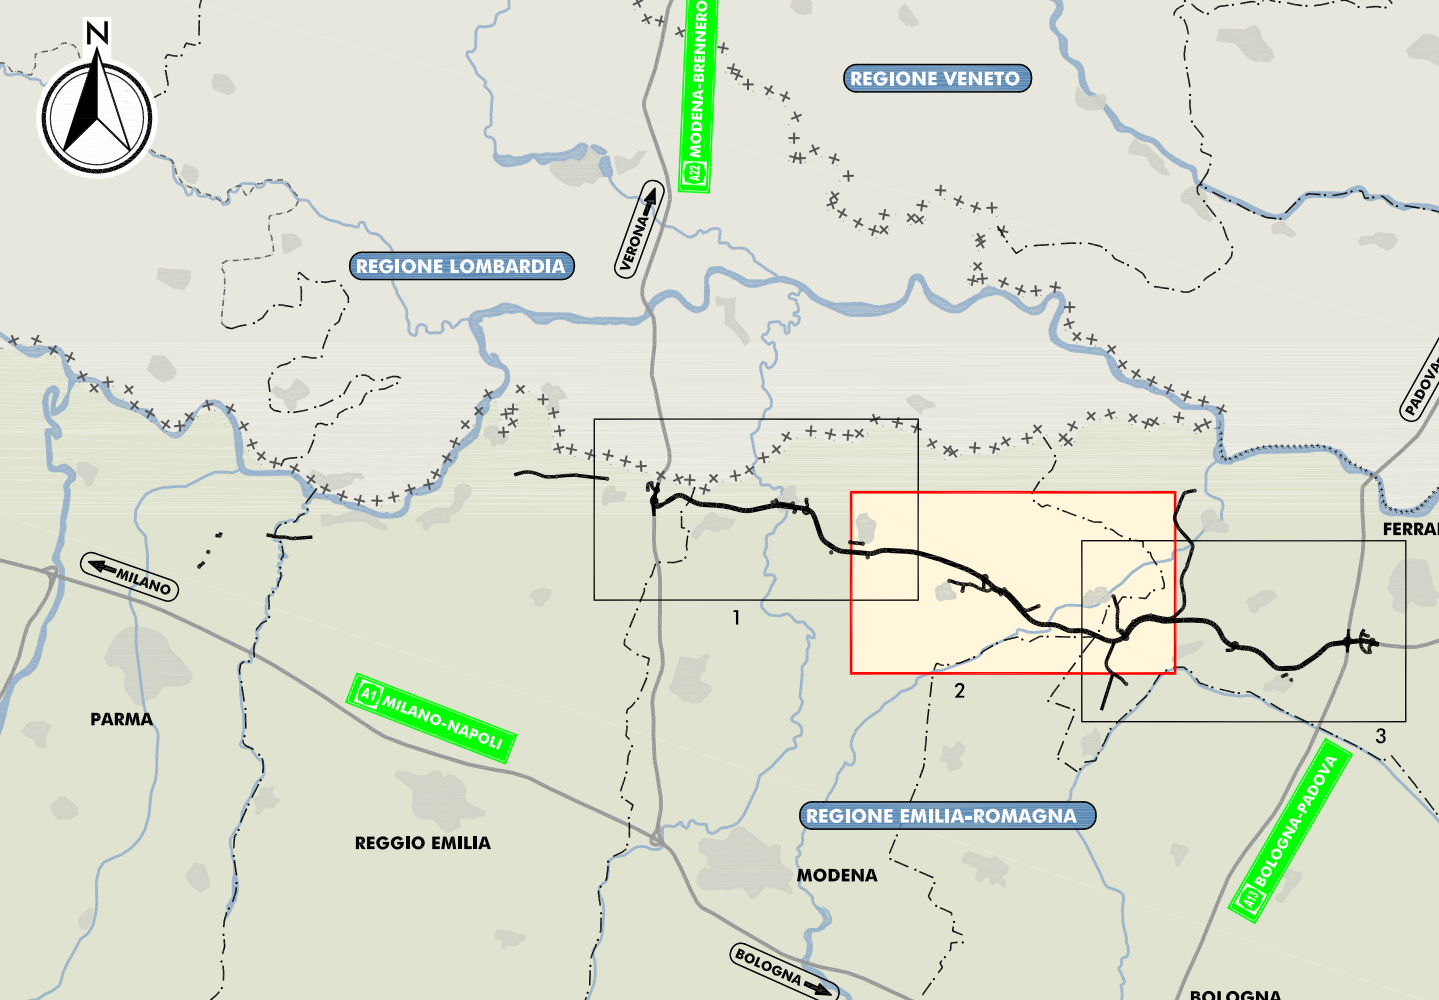 N
A22 MODENA-BRENNERO
REGIONE VENETO
VERONA
REGIONE LOMBARDIA
PADOVA
FERRA
MILANO
1
2
3
PARMA
A1 MILANO-NAPOLI
REGIONE EMILIA-ROMAGNA
A13 BOLOGNA-PADOVA
REGGIO EMILIA
MODENA
BOLOGNA
BOLOGNA